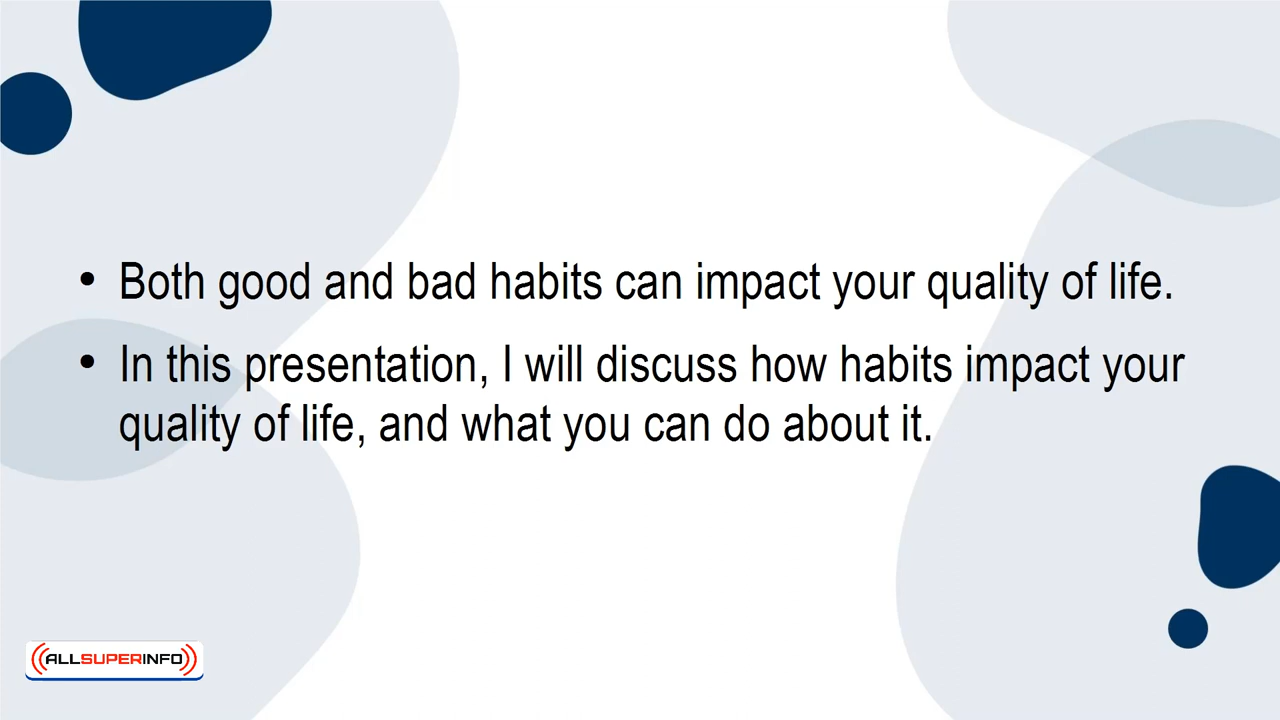 • Both good and bad habits can impact your quality of life.
• In this presentation, I will discuss how habits impact your
quality of life, and what you can do about it.
ALLSUPERINFO